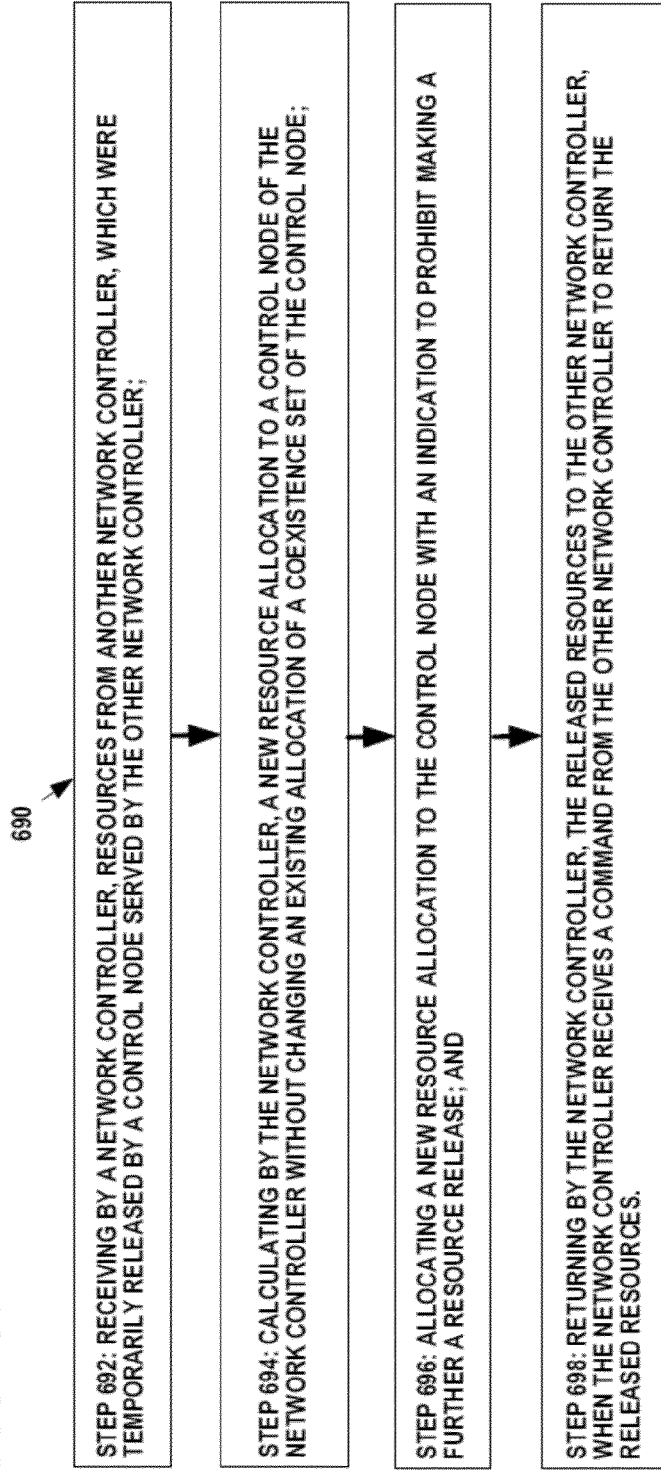 690
STEP 692: RECEIVING BY A NETWORK CONTROLLER, RESOURCES FROM ANOTHER NETWORK CONTROLLER, WHICH WERE
TEMPORARILY RELEASED BY A CONTROL NODE SERVED BY THE OTHER NETWORK CONTROLLER;
STEP 694: CALCULATING BY THE NETWORK CONTROLLER, A NEW RESOURCE ALLOCATION TO A CONTROL NODE OF THE
NETWORK CONTROLLER WITHOUT CHANGING AN EXISTING ALLOCATION OF A COEXISTENCE SET OF THE CONTROL NODE;
STEP 696: ALLOCATING A NEW RESOURCE ALLOCATION TO THE CONTROL NODE WITH AN INDICATION TO PROHIBIT MAKING A
FURTHER A RESOURCE RELEASE; AND
STEP 698: RETURNING BY THE NETWORK CONTROLLER, THE RELEASED RESOURCES TO THE OTHER NETWORK CONTROLLER,
WHEN THE NETWORK CONTROLLER RECEIVES A COMMAND FROM THE OTHER NETWORK CONTROLLER TO RETURN THE
RELEASED RESOURCES.